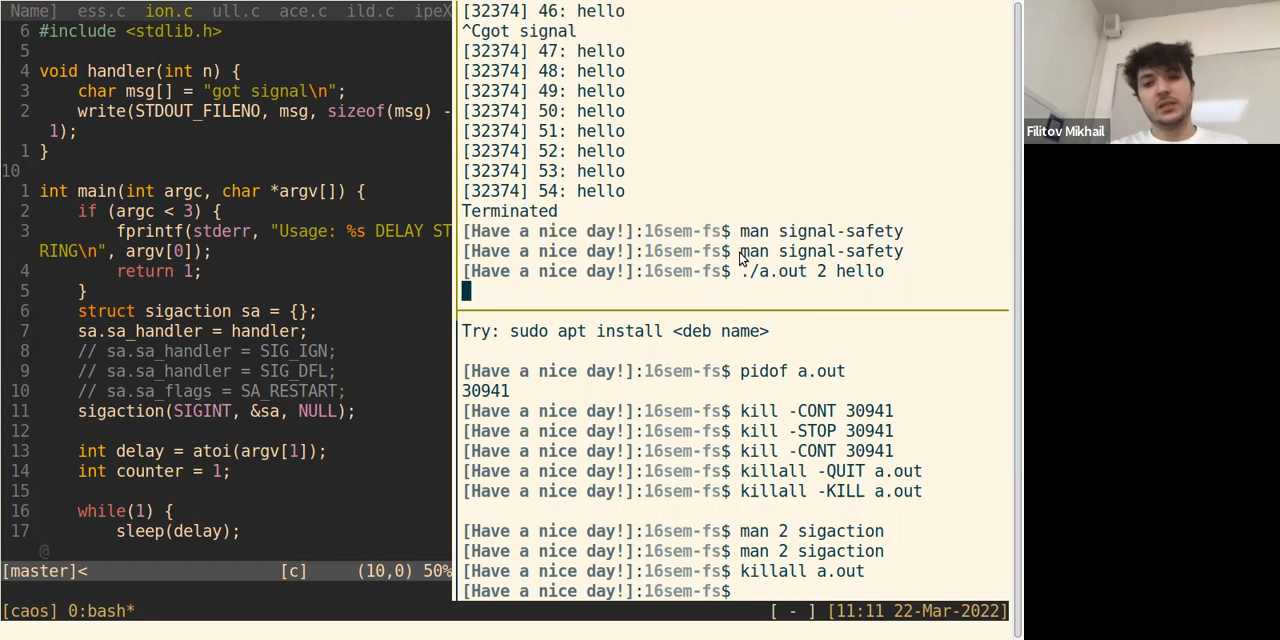 Name] ess.c ion.c ull.c ace.c ild.c ipeX
6 #include <stdlib.h>
5
4 void handler(int n) {
3 char msg[] = "got signal\n";
2 write(STDOUT_FILENO, msg, sizeof(msg) -
1);
1 }
10
1 int main(int argc, char *argv[]) {
2 if (argc < 3) {
3 fprintf(stderr, "Usage: %s DELAY ST
RING\n", argv[0]);
4 return 1;
5 }
6 struct sigaction sa = {};
7 sa.sa_handler = handler;
8 // sa.sa_handler = SIG_IGN;
9 // sa.sa_handler = SIG_DFL;
10 // sa.sa_flags = SA_RESTART;
11 sigaction(SIGINT, &sa, NULL);
12
13 int delay = atoi(argv[1]);
14 int counter = 1;
15
16 while(1) {
17 sleep(delay);
@
[master]< [c] (10,0) 50%
[32374] 46: hello
^Cgot signal
[32374] 47: hello
[32374] 48: hello
[32374] 49: hello
[32374] 50: hello
[32374] 51: hello
[32374] 52: hello
[32374] 53: hello
[32374] 54: hello
Terminated
[Have a nice day!]:16sem-fs$ man signal-safety
[Have a nice day!]:16sem-fs$ man signal-safety
[Have a nice day!]:16sem-fs$ ./a.out 2 hello
Try: sudo apt install <deb name>
[Have a nice day!]:16sem-fs$ pidof a.out
30941
[Have a nice day!]:16sem-fs$ kill -CONT 30941
[Have a nice day!]:16sem-fs$ kill -STOP 30941
[Have a nice day!]:16sem-fs$ kill -CONT 30941
[Have a nice day!]:16sem-fs$ killall -QUIT a.out
[Have a nice day!]:16sem-fs$ killall -KILL a.out
[Have a nice day!]:16sem-fs$ man 2 sigaction
[Have a nice day!]:16sem-fs$ man 2 sigaction
[Have a nice day!]:16sem-fs$ killall a.out
[Have a nice day!]:16sem-fs$
[caos] 0:bash* [ - ] [11:11 22-Mar-2022]
Filitov Mikhail